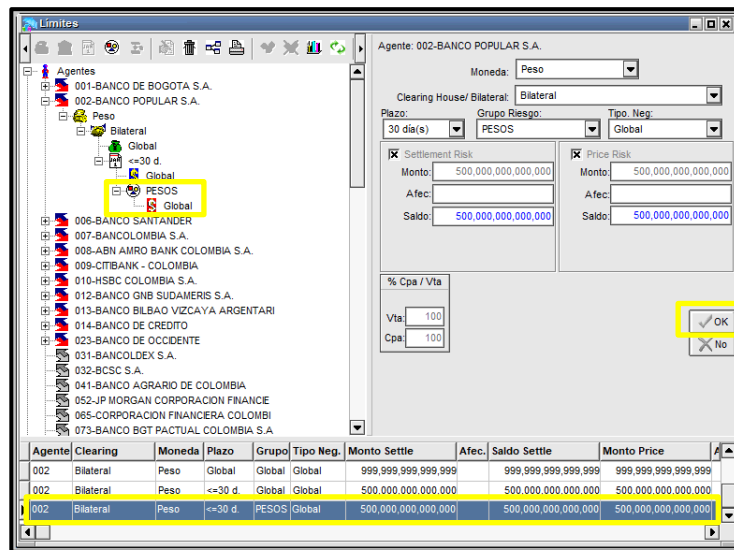 Límites
Agentes
001-BANCO DE BOGOTA S.A.
002-BANCO POPULAR S.A.
Peso
Bilateral
Global
<=30 d.
Global
PESOS
Global
006-BANCO SANTANDER
007-BANCOLOMBIA S.A.
008-ABN AMRO BANK COLOMBIA S.A.
009-CITIBANK - COLOMBIA
010-HSBC COLOMBIA S.A.
012-BANCO GNB SUDAMERIS S.A.
013-BANCO BILBAO VIZCAYA ARGENTARI
014-BANCO DE CREDITO
023-BANCO DE OCCIDENTE
031-BANCOLDEX S.A.
032-BCSC S.A.
041-BANCO AGRARIO DE COLOMBIA
052-JP MORGAN CORPORACION FINANCIE
065-CORPORACION FINANCIERA COLOMBI
073-BANCO BGT PACTUAL COLOMBIA S.A
Agente: 002-BANCO POPULAR S.A.
Moneda: Peso
Clearing House/ Bilateral: Bilateral
Plazo: Grupo Riesgo: Tipo. Neg:
30 día(s) PESOS Global
Settlement Risk Price Risk
Monto: 500,000,000,000,000 Monto: 500,000,000,000,000
Afec: Afec:
Saldo: 500,000,000,000,000 Saldo: 500,000,000,000,000
% Cpa / Vta
Vta: 100
Cpa: 100
OK
No
Agente Clearing Moneda Plazo Grupo Tipo Neg. Monto Settle Afec. Saldo Settle Monto Price A
002 Bilateral Peso Global Global Global 999,999,999,999,999 999,999,999,999,999 999,999,999,999,999
002 Bilateral Peso <=30 d. Global Global 500,000,000,000,000 500,000,000,000,000 500,000,000,000,000
002 Bilateral Peso <=30 d. PESOS Global 500,000,000,000,000 500,000,000,000,000 500,000,000,000,000